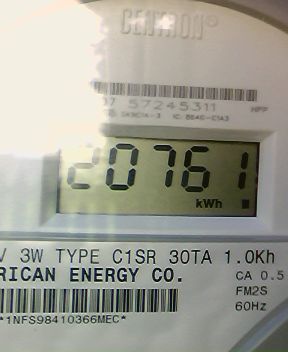 CENTRON®
57245311
20761
kWh
V 3W TYPE C1SR 30TA 1.0Kh
RICAN ENERGY CO. CA 0.5
FM2S
60Hz
*1NFS98410366MEC*